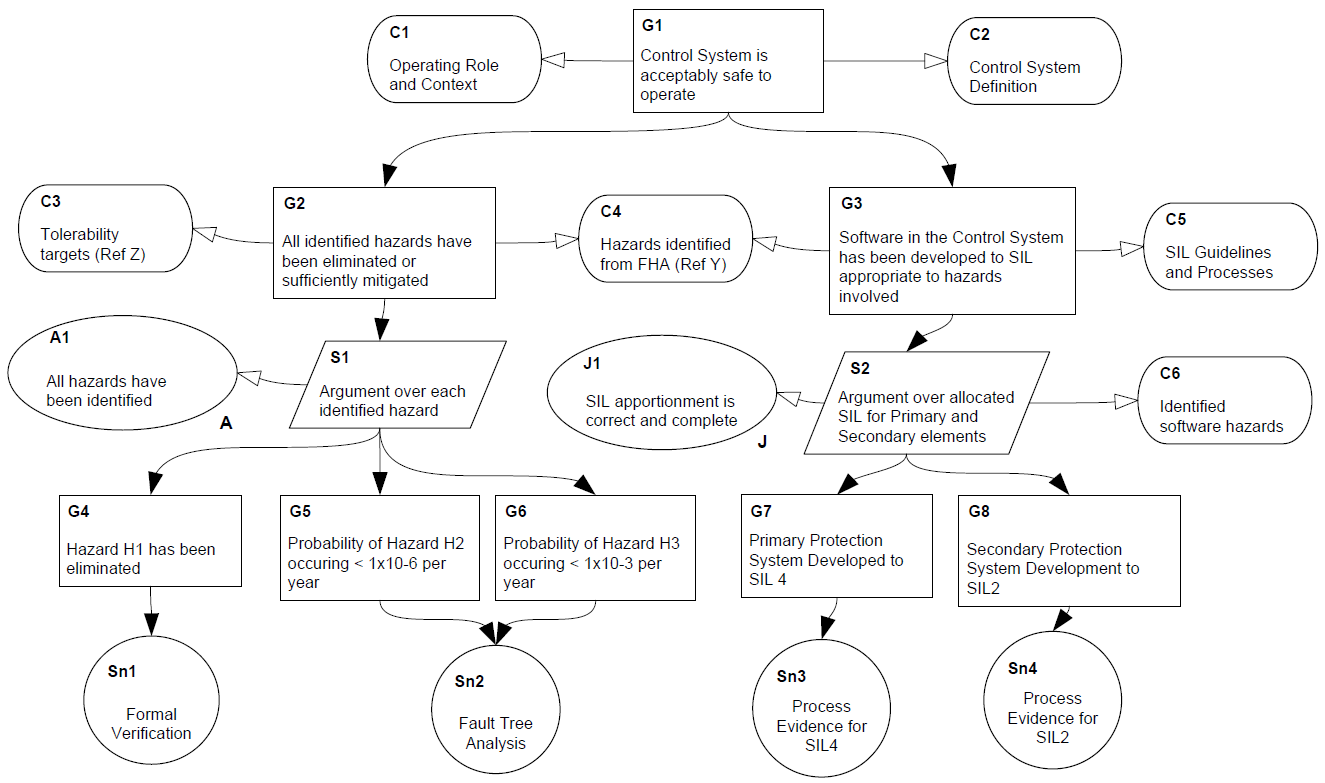 C1
Operating Role
and Context
G1
Control System is
acceptably safe to
operate
C2
Control System
Definition
C3
Tolerability
targets (Ref Z)
G2
All identified hazards have
been eliminated or
sufficiently mitigated
C4
Hazards identified
from FHA (Ref Y)
G3
Software in the Control System
has been developed to SIL
appropriate to hazards
involved
C5
SIL Guidelines
and Processes
A1
All hazards have
been identified
A
S1
Argument over each
identified hazard
J1
SIL apportionment is
correct and complete
J
S2
Argument over allocated
SIL for Primary and
Secondary elements
C6
Identified
software hazards
G4
Hazard H1 has been
eliminated
G5
Probability of Hazard H2
occuring < 1x10-6 per
year
G6
Probability of Hazard H3
occuring < 1x10-3 per
year
G7
Primary Protection
System Developed to
SIL 4
G8
Secondary Protection
System Development to
SIL2
Sn1
Formal
Verification
Sn2
Fault Tree
Analysis
Sn3
Process
Evidence for
SIL4
Sn4
Process
Evidence for
SIL2